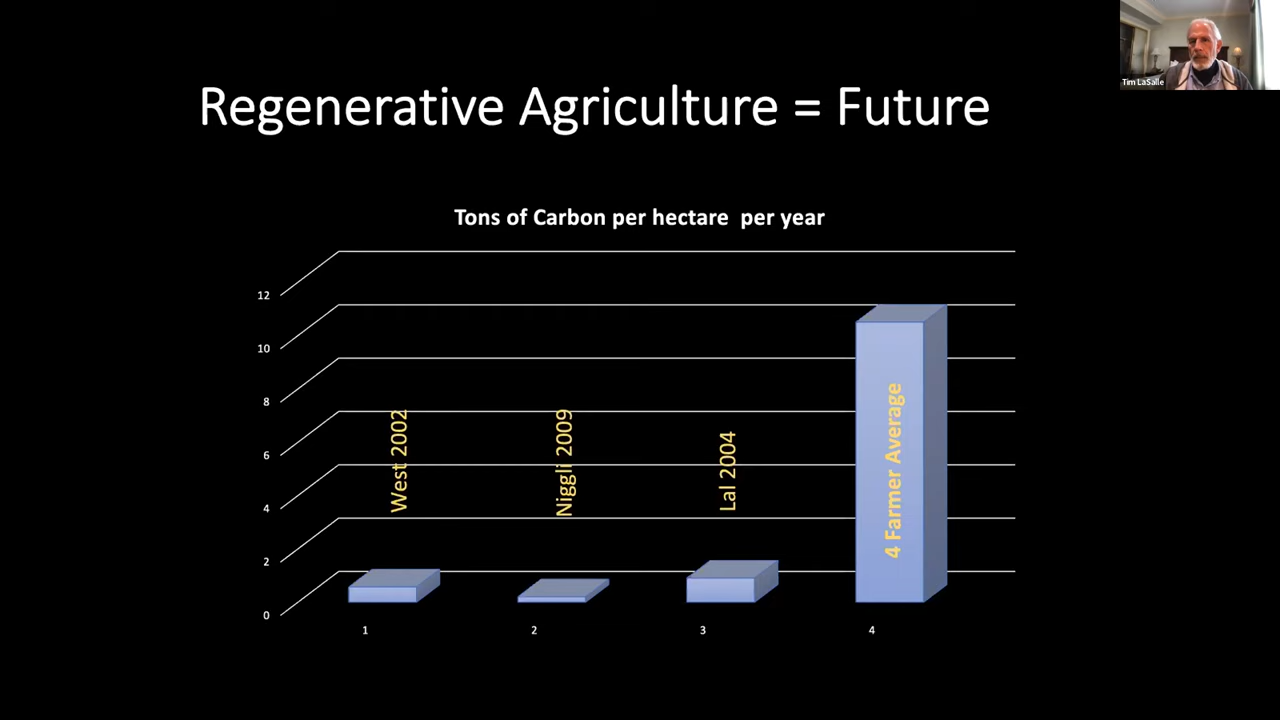 Tim LaSalle
Regenerative Agriculture = Future
Tons of Carbon per hectare per year
12
10
8
6
4
2
0
West 2002
Niggli 2009
Lal 2004
4 Farmer Average
1
2
3
4